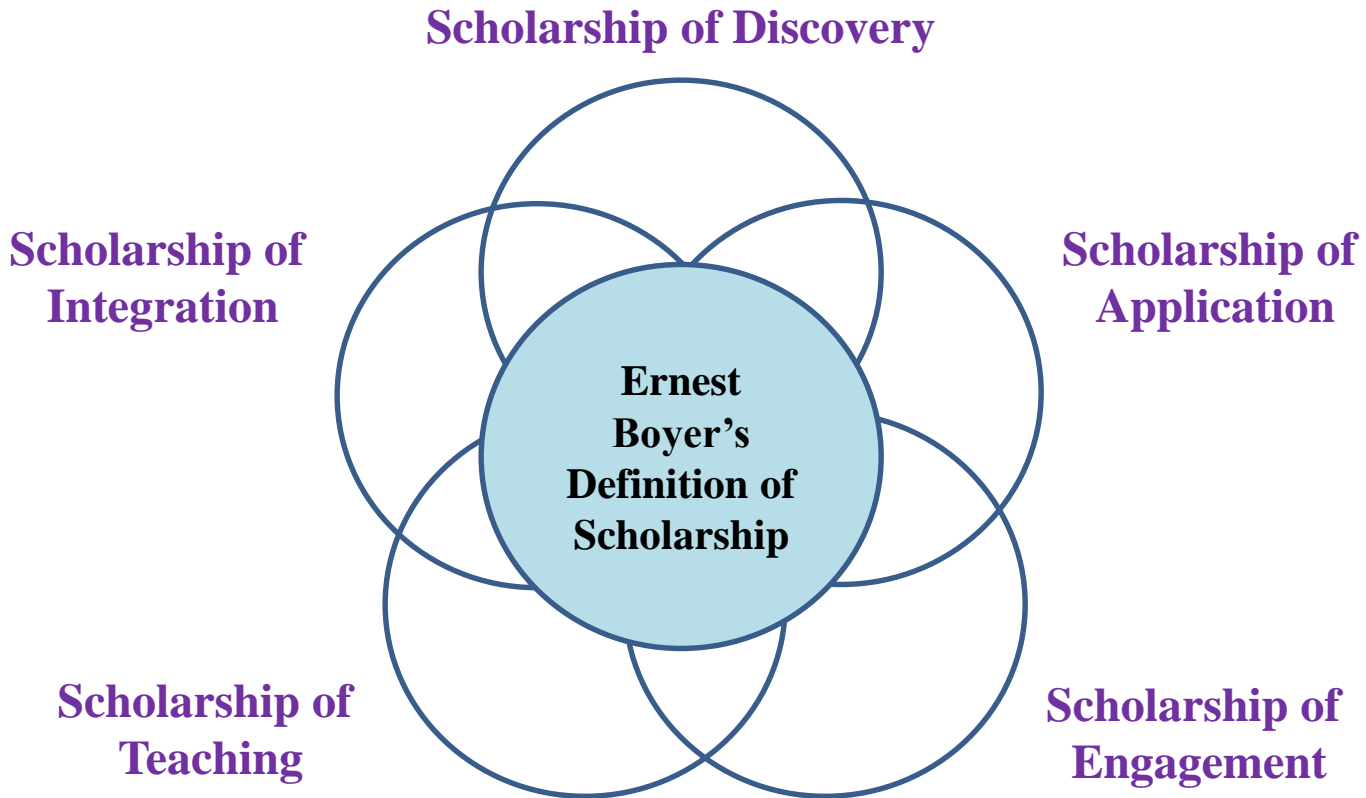 Scholarship of Discovery
Scholarship of
Integration
Scholarship of
Application
Ernest
Boyer’s
Definition of
Scholarship
Scholarship of
Teaching
Scholarship of
Engagement